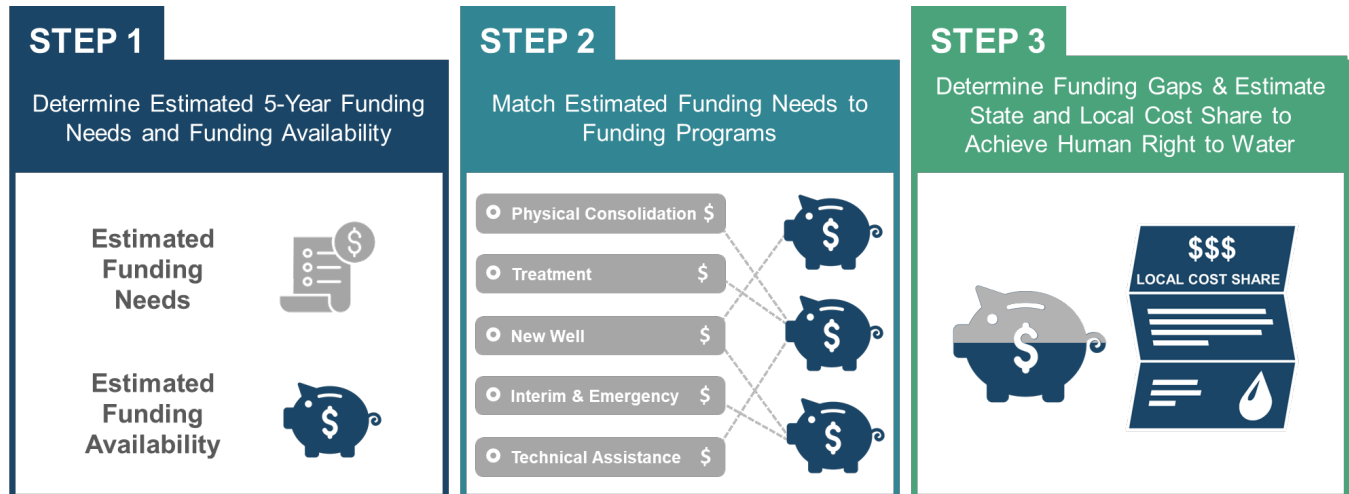 STEP 1
Determine Estimated 5-Year Funding
Needs and Funding Availability
Estimated
Funding
Needs
$
Estimated
Funding
Availability
$
STEP 2
Match Estimated Funding Needs to
Funding Programs
Physical Consolidation $
Treatment $
New Well $
Interim & Emergency $
Technical Assistance $
$
$
$
STEP 3
Determine Funding Gaps & Estimate
State and Local Cost Share to
Achieve Human Right to Water
$
$$$
LOCAL COST SHARE